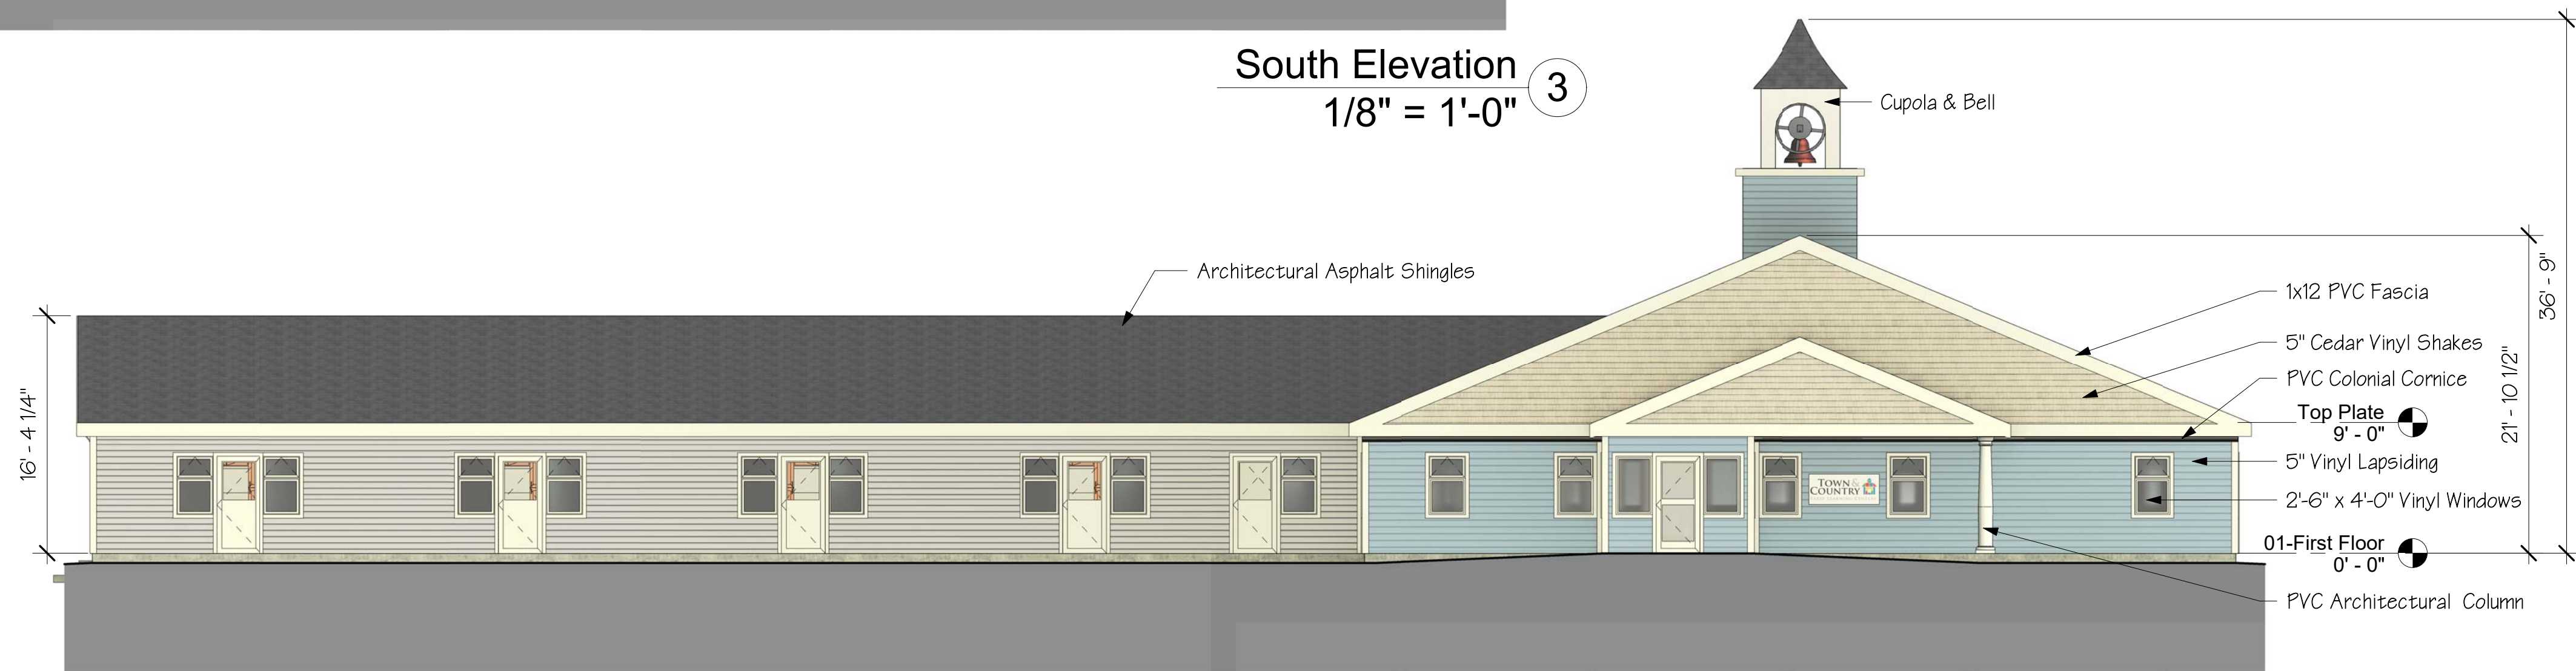 South Elevation
3
1/8" = 1'-0"
Cupola & Bell
Architectural Asphalt Shingles
1x12 PVC Fascia
5" Cedar Vinyl Shakes
PVC Colonial Cornice
Top Plate
9' - 0"
5" Vinyl Lapsiding
2'-6" x 4'-0" Vinyl Windows
01-First Floor
0' - 0"
PVC Architectural Column
16' - 4 1/4"
21' - 10 1/2"
36' - 9"
TOWN &
COUNTRY